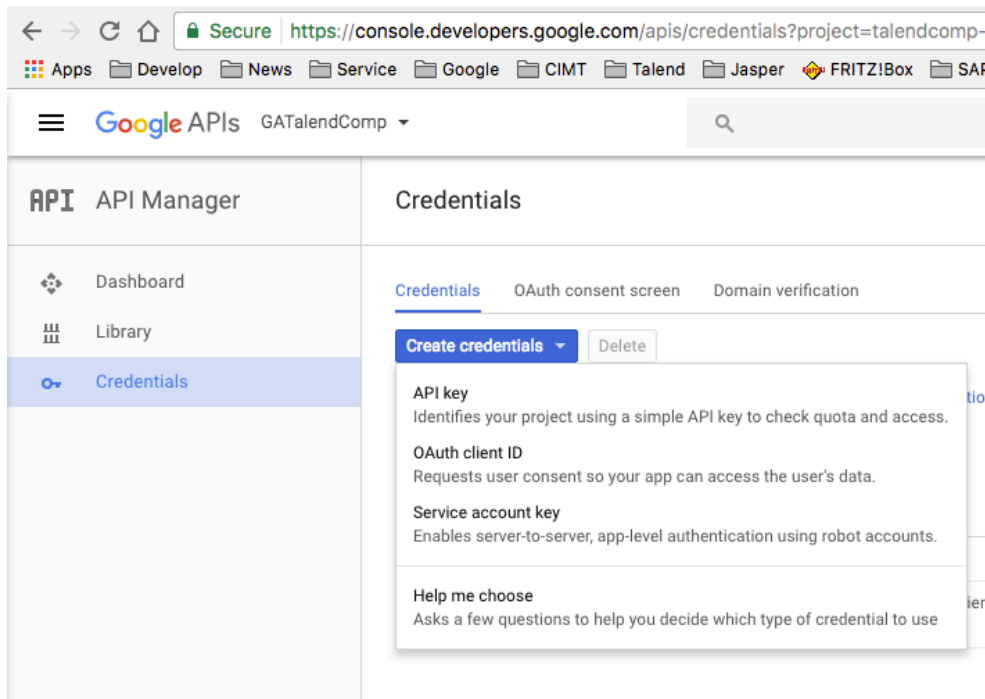 Secure https://console.developers.google.com/apis/credentials?project=talendcomp-
Apps Develop News Service Google CIMT Talend Jasper FRITZ!Box SAP
Google APIs GATalendComp
API API Manager
Credentials
Dashboard
Library
Credentials
Credentials OAuth consent screen Domain verification
Create credentials Delete
API key
Identifies your project using a simple API key to check quota and access.
OAuth client ID
Requests user consent so your app can access the user's data.
Service account key
Enables server-to-server, app-level authentication using robot accounts.
Help me choose
Asks a few questions to help you decide which type of credential to use